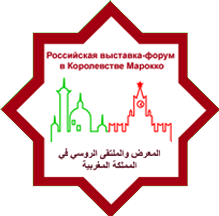 Российская выставка-форум
в Королевстве Марокко
المعرض والملتقى الروسي في
المملكة المغربية